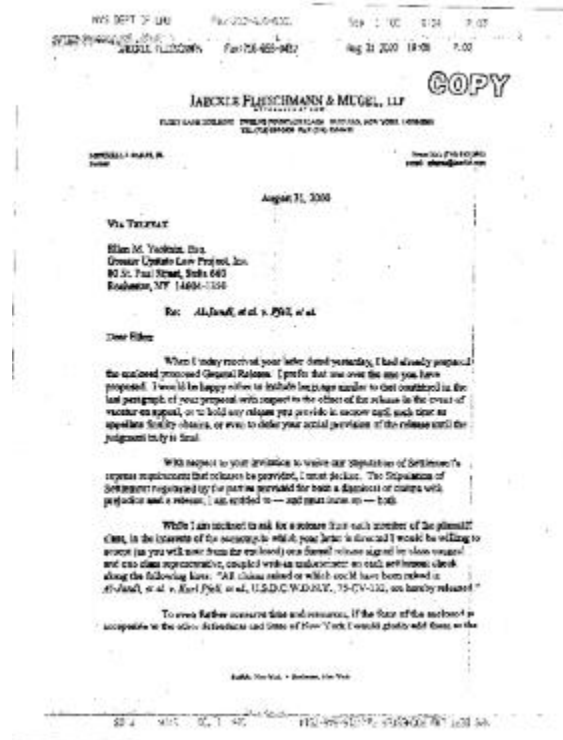 NYS DEPT OF LAW
Aug 31 2000 19:06 P.02
COPY
JAECKLE FLEISCHMANN & MUGEL, LLP
August 31, 2000
VIA TELEFAX
Ellen M. Yacknin, Esq.
Greater Upstate Law Project, Inc.
80 St. Paul Street, Suite 660
Rochester, NY 14604-1350
Re: Al-Jundi, et al. v. Pfeil, et al.
Dear Ellen:
When I today received your letter dated yesterday, I had already prepared
the enclosed proposed General Release. I prefer that one over the one you have
proposed. I would be happy either to include language similar to that contained in the
last paragraph of your proposal with respect to the effect of the release in the event of
vacatur on appeal, or to hold any release you provide in escrow until such time as
appellate finality obtains, or even to defer your actual provision of the release until the
judgment truly is final.
With respect to your invitation to waive our Stipulation of Settlement's
express requirement that releases be provided, I must decline. The Stipulation of
Settlement negotiated by the parties provided for both a dismissal of claims with
prejudice and a release. I am entitled to — and must insist on — both.
While I am inclined to ask for a release from each member of the plaintiff
class, in the interests of the economy to which your letter is directed I would be willing to
accept (as you will note from the enclosed) one formal release signed by class counsel
and one class representative, coupled with an endorsement on each settlement check
along the following lines: "All claims raised or which could have been raised in
Al-Jundi, et al. v. Karl Pfeil, et al., U.S.D.C.W.D.N.Y., 75-CV-132, are hereby released."
To even further conserve time and resources, if the form of the enclosed is
acceptable to the other defendants and State of New York I would gladly add them to the
Buffalo, New York • Rochester, New York